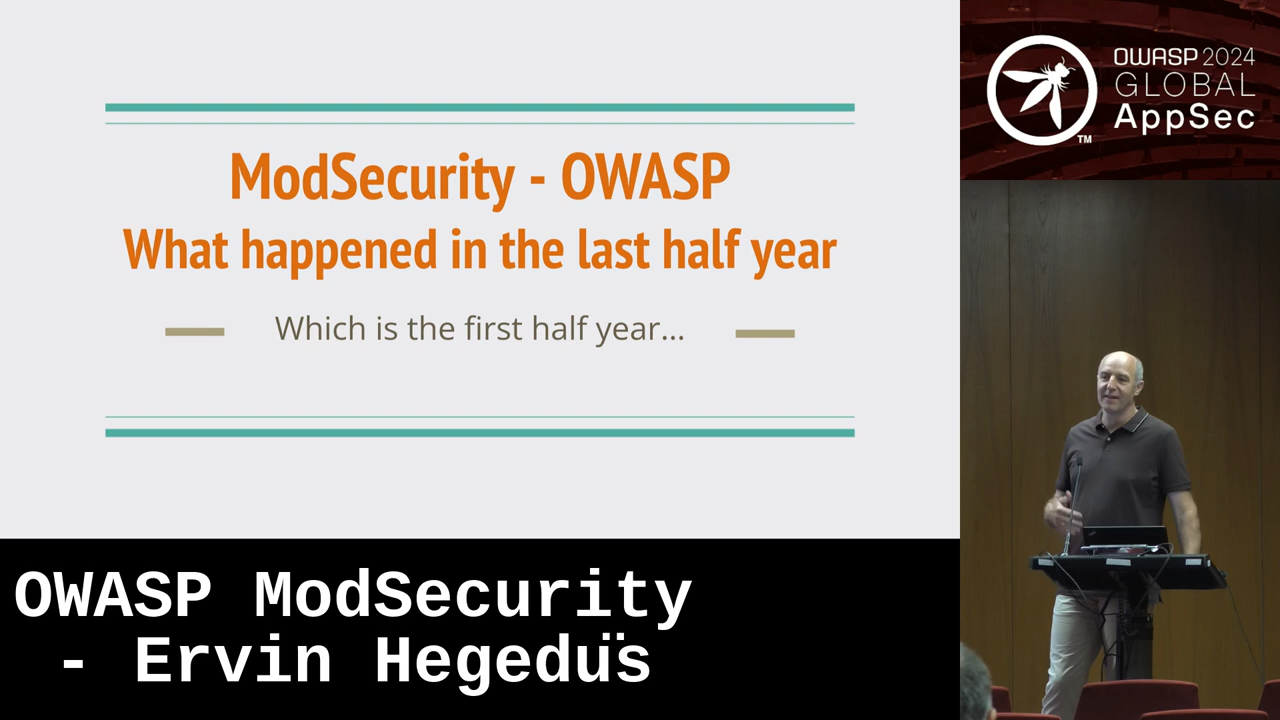 ModSecurity - OWASP
What happened in the last half year
Which is the first half year...
OWASP 2024
GLOBAL
AppSec
TM
OWASP ModSecurity
- Ervin Hegedüs